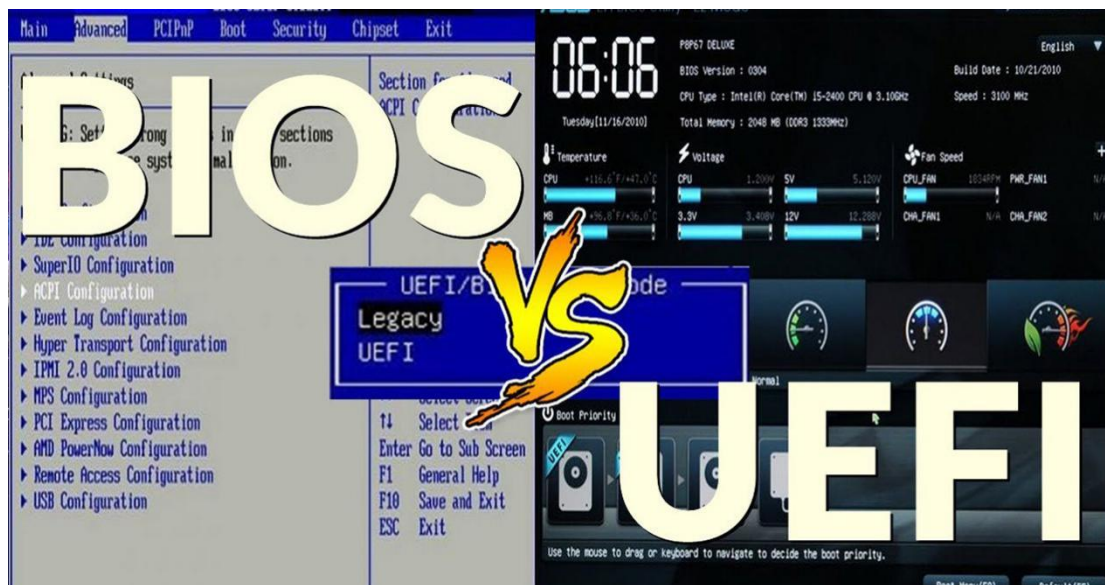 Main Advanced PCIPnP Boot Security Chipset Exit
Settings
Section
sections
IDE Configuration
SuperIO Configuration
ACPI Configuration
Event Log Configuration
Hyper Transport Configuration
IPMI 2.0 Configuration
MPS Configuration
PCI Express Configuration
AMD PowerNow Configuration
Remote Access Configuration
USB Configuration
Select
Enter Go to Sub Screen
F1 General Help
F10 Save and Exit
ESC Exit
BIOS
VS
UEFI
Legacy
UEFI
06:06
Tuesday[11/16/2010]
P8P67 DELUXE
English
BIOS Version : 0304
Build Date : 10/21/2010
CPU Type : Intel(R) Core(TM) i5-2400 CPU @ 3.10GHz
Speed : 3100 MHz
Total Memory : 2048 MB (DDR3 1333MHz)
Temperature
CPU +116.6°F/+47.0°C
MB +96.8°F/+36.0°C
Voltage
CPU 1.200V 5V 5.120V
3.3V 3.408V 12V 12.288V
Fan Speed
CPU_FAN 1834RPM PWR_FAN1 N/A
CHA_FAN1 N/A CHA_FAN2 N/A
Normal
Boot Priority
UEFI
Use the mouse to drag or keyboard to navigate to decide the boot priority.